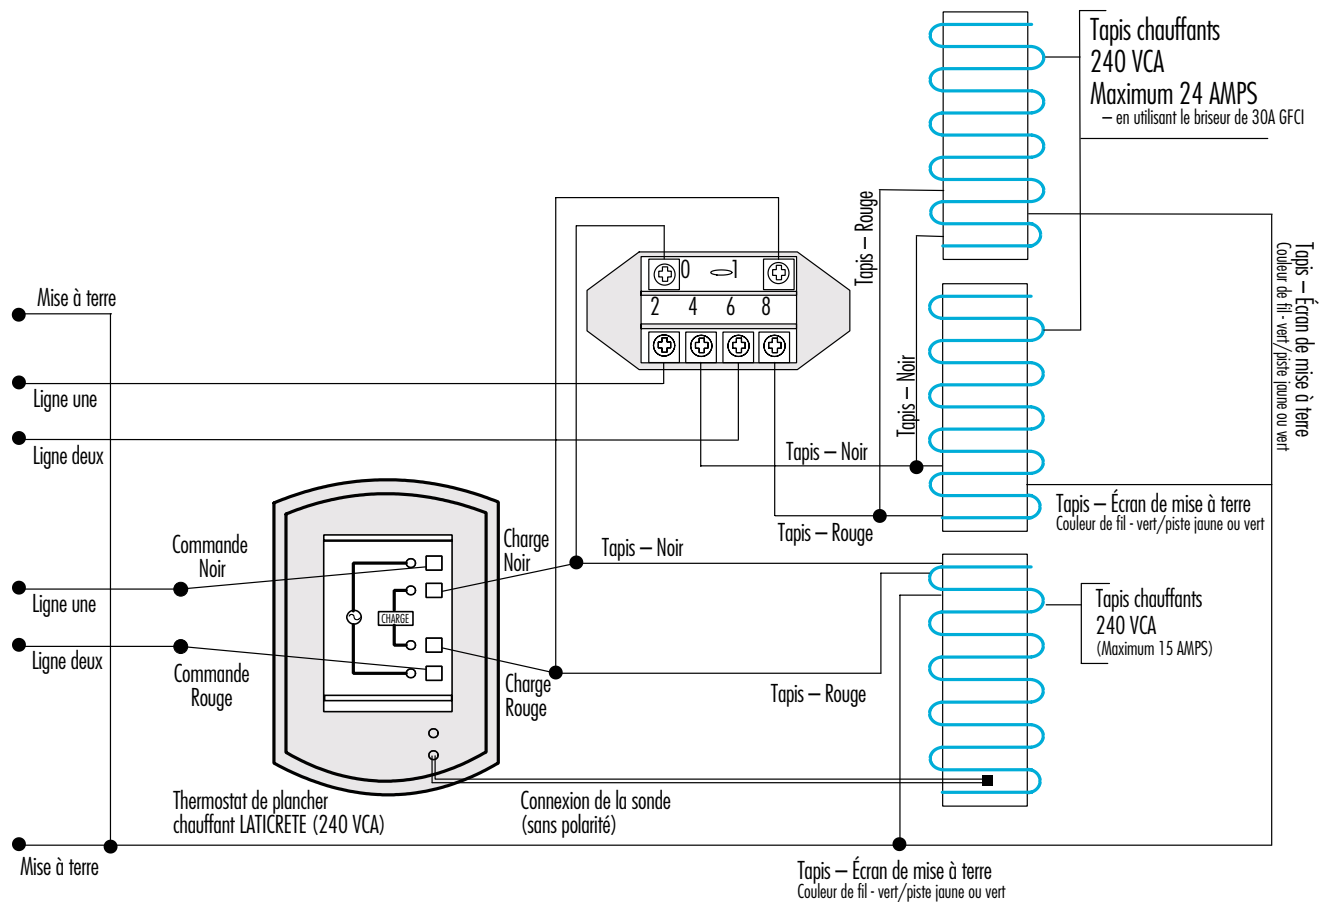 Tapis chauffants
240 VCA
Maximum 24 AMPS
– en utilisant le briseur de 30A GFCI
Tapis – Rouge
Tapis – Noir
Tapis – Écran de mise à terre
Couleur de fil - vert/piste jaune ou vert
0 1
2 4 6 8
Mise à terre
Ligne une
Ligne deux
Tapis – Noir
Tapis – Rouge
Tapis – Écran de mise à terre
Couleur de fil - vert/piste jaune ou vert
Commande
Noir
Charge
Noir
Tapis – Noir
Ligne une
CHARGE
Tapis chauffants
240 VCA
(Maximum 15 AMPS)
Ligne deux
Commande
Rouge
Charge
Rouge
Tapis – Rouge
Thermostat de plancher
chauffant LATICRETE (240 VCA)
Connexion de la sonde
(sans polarité)
Mise à terre
Tapis – Écran de mise à terre
Couleur de fil - vert/piste jaune ou vert